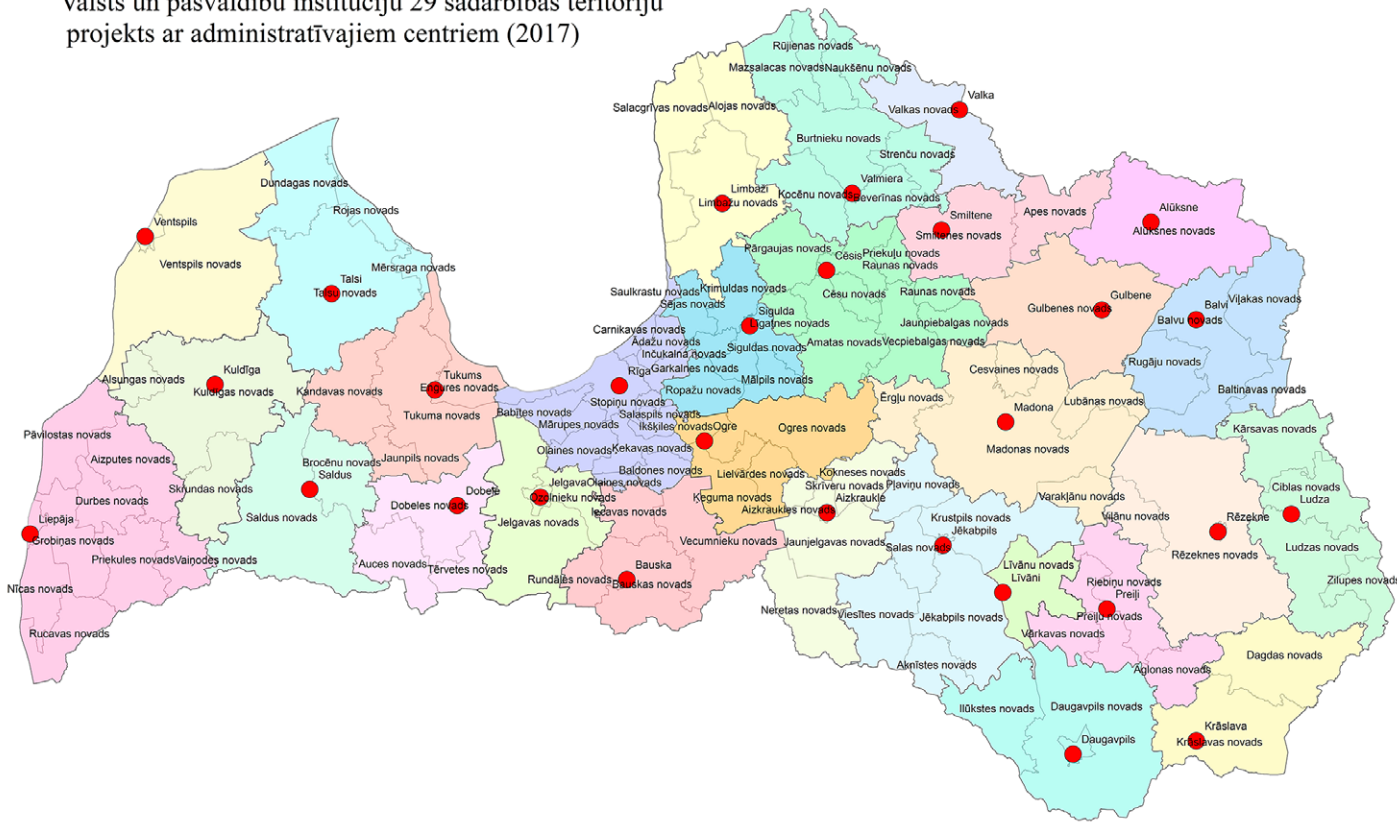 Valsts un pašvaldību institūciju 29 sadarbības teritoriju
projekts ar administratīvajiem centriem (2017)
Rūjienas novads
Mazsalacas novads
Naukšēnu novads
Valka
Valkas novads
Salacgrīvas novads
Alojas novads
Burtnieku novads
Strenču novads
Valmiera
Kocēnu novads
Beverīnas novads
Limbaži
Limbažu novads
Dundagas novads
Rojas novads
Ventspils
Ventspils novads
Mērsraga novads
Talsi
Talsu novads
Smiltene
Smiltenes novads
Apes novads
Alūksne
Alūksnes novads
Pārgaujas novads
Cēsis
Priekuļu novads
Raunas novads
Cēsu novads
Raunas novads
Jaunpiebalgas novads
Vecpiebalgas novads
Amatas novads
Saulkrastu novads
Sējas novads
Krimuldas novads
Sigulda
Līgatnes novads
Siguldas novads
Mālpils novads
Ropažu novads
Carnikavas novads
Ādažu novads
Inčukalna novads
Garkalnes novads
Rīga
Stopiņu novads
Salaspils novads
Ikšķiles novads
Ogre
Ogres novads
Babītes novads
Mārupes novads
Olaines novads
Ķekavas novads
Baldones novads
Gulbene
Gulbenes novads
Balvi
Balvu novads
Viļakas novads
Rugāju novads
Baltinavas novads
Cesvaines novads
Lubānas novads
Madona
Madonas novads
Ērgļu novads
Varakļānu novads
Kuldīga
Kuldīgas novads
Alsungas novads
Skrundas novads
Kandavas novads
Tukums
Engures novads
Tukuma novads
Jaunpils novads
Pāvilostas novads
Aizputes novads
Durbes novads
Liepāja
Grobiņas novads
Priekules novads
Vaiņodes novads
Nīcas novads
Rucavas novads
Brocēnu novads
Saldus
Saldus novads
Dobele
Dobeles novads
Auces novads
Tērvetes novads
Jelgava
Olaines novads
Ozolnieku novads
Jelgavas novads
Iecavas novads
Vecumnieku novads
Bauska
Bauskas novads
Rundāles novads
Lielvārdes novads
Ķeguma novads
Kokneses novads
Skrīveru novads
Aizkraukle
Aizkraukles novads
Jaunjelgavas novads
Neretas novads
Pļaviņu novads
Krustpils novads
Jēkabpils
Salas novads
Viesītes novads
Jēkabpils novads
Aknīstes novads
Līvānu novads
Līvāni
Riebiņu novads
Preiļi
Preiļu novads
Vārkavas novads
Aglonas novads
Viļānu novads
Rēzekne
Rēzeknes novads
Kārsavas novads
Ciblas novads
Ludza
Ludzas novads
Zilupes novads
Dagdas novads
Krāslava
Krāslavas novads
Ilūkstes novads
Daugavpils novads
Daugavpils